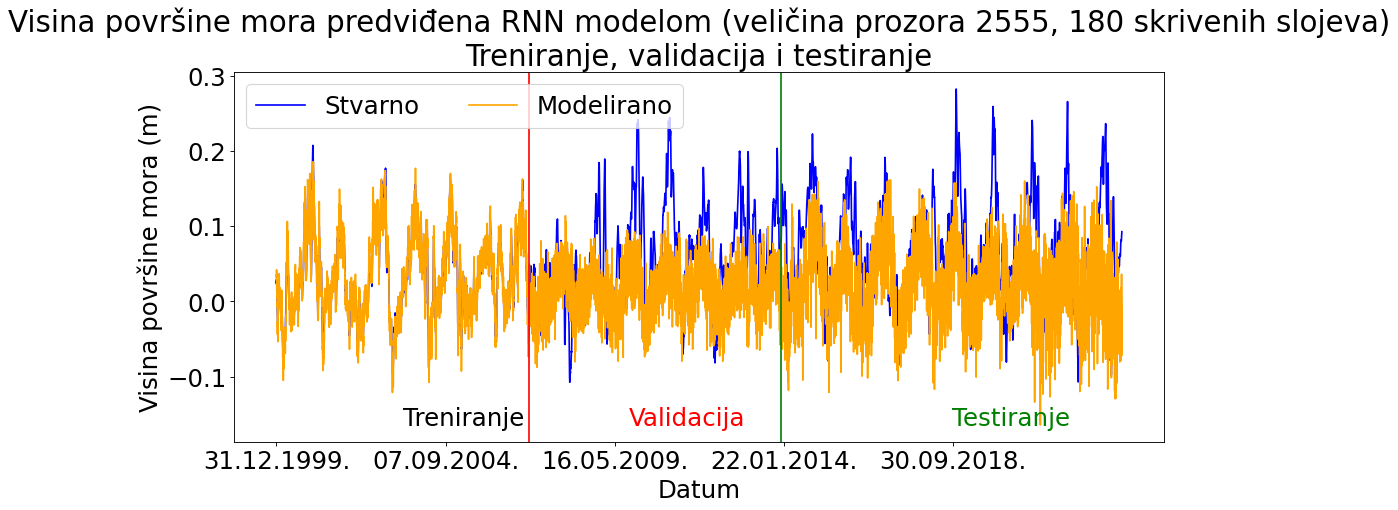 Visina površine mora predviđena RNN modelom (veličina prozora 2555, 180 skrivenih slojeva)
Treniranje, validacija i testiranje
Stvarno
Modelirano
Visina površine mora (m)
0.3
0.2
0.1
0.0
−0.1
Treniranje
Validacija
Testiranje
31.12.1999.
07.09.2004.
16.05.2009.
22.01.2014.
30.09.2018.
Datum